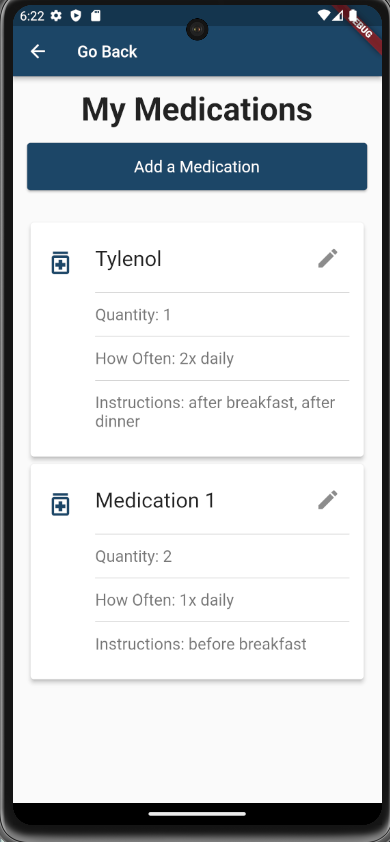 6:22
DEBUG
Go Back
My Medications
Add a Medication
Tylenol
Quantity: 1
How Often: 2x daily
Instructions: after breakfast, after
dinner
Medication 1
Quantity: 2
How Often: 1x daily
Instructions: before breakfast